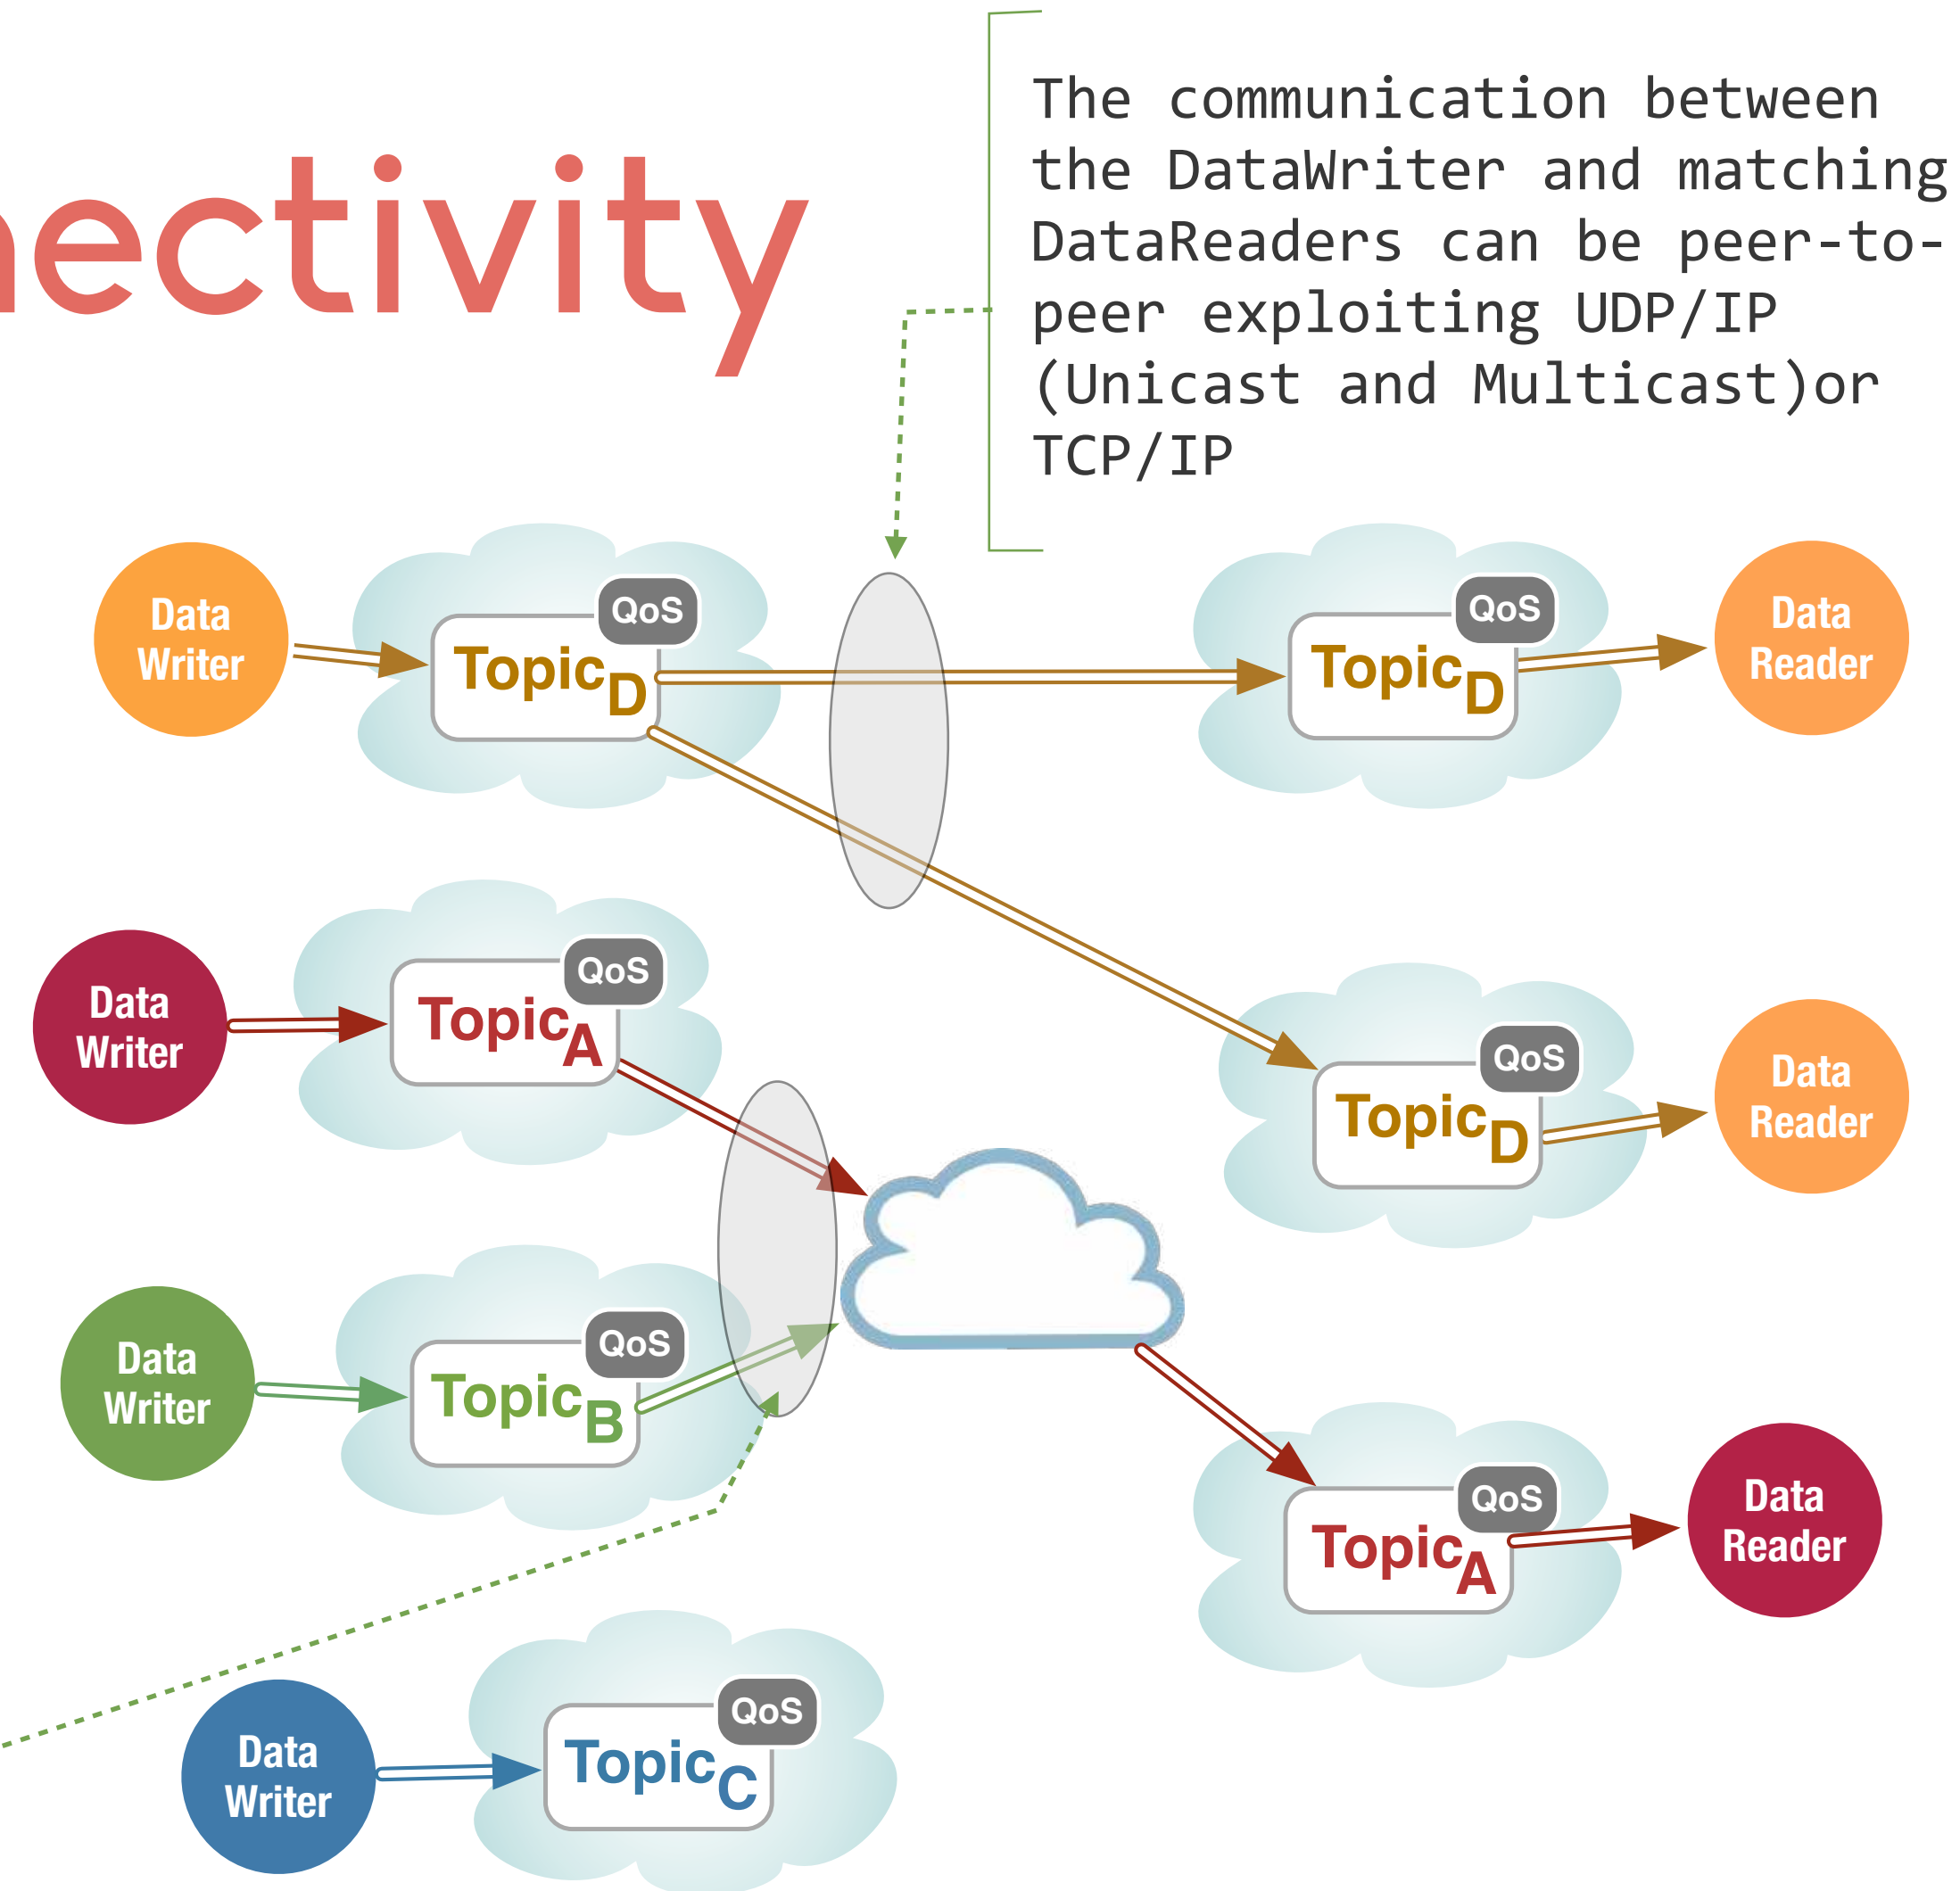 nectivity
The communication between
the DataWriter and matching
DataReaders can be peer-to-
peer exploiting UDP/IP
(Unicast and Multicast)or
TCP/IP
Data
Writer
QoS
TopicD
QoS
TopicD
Data
Reader
Data
Writer
QoS
TopicA
QoS
TopicD
Data
Reader
Data
Writer
QoS
TopicB
QoS
TopicA
Data
Reader
Data
Writer
QoS
TopicC